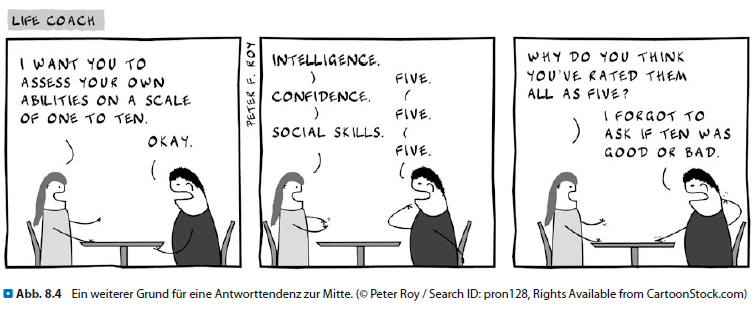 LIFE COACH
I WANT YOU TO
ASSESS YOUR OWN
ABILITIES ON A SCALE
OF ONE TO TEN.
OKAY.
PETER F. ROY
INTELLIGENCE.
FIVE.
CONFIDENCE.
FIVE.
SOCIAL SKILLS.
FIVE.
WHY DO YOU THINK
YOU'VE RATED THEM
ALL AS FIVE?
I FORGOT TO
ASK IF TEN WAS
GOOD OR BAD.
Abb. 8.4 Ein weiterer Grund für eine Antworttendenz zur Mitte. (© Peter Roy / Search ID: pron128, Rights Available from CartoonStock.com)